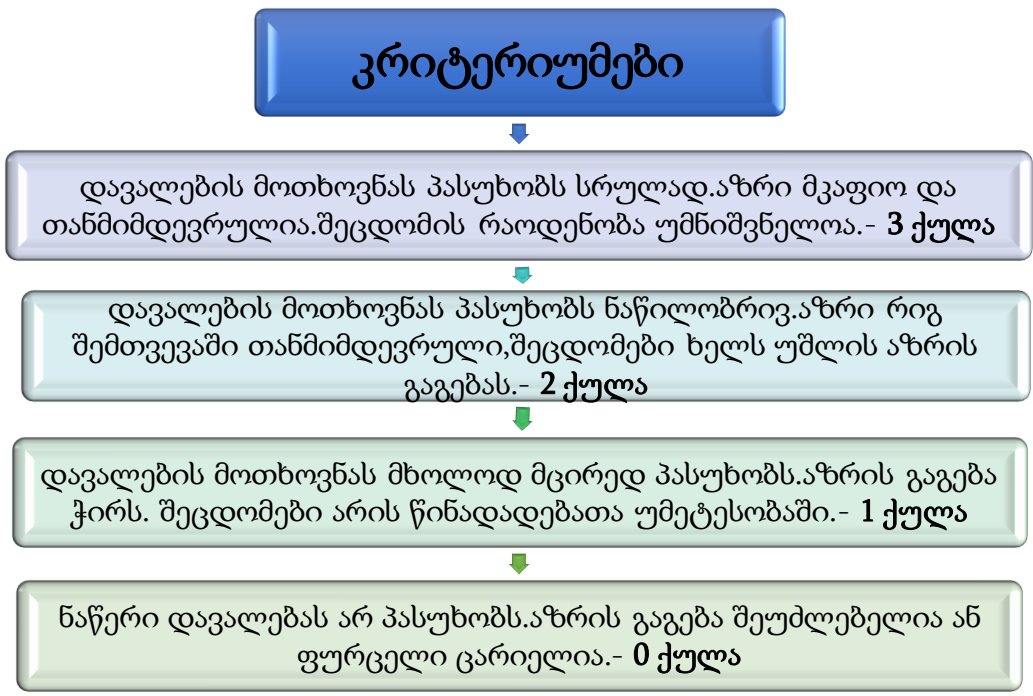 კრიტერიუმები
დავალების მოთხოვნას პასუხობს სრულად.აზრი მკაფიო და
თანმიმდევრულია.შეცდომის რაოდენობა უმნიშვნელოა.- 3 ქულა
დავალების მოთხოვნას პასუხობს ნაწილობრივ.აზრი რიგ
შემთვევაში თანმიმდევრული,შეცდომები ხელს უშლის აზრის
გაგებას.- 2 ქულა
დავალების მოთხოვნას მხოლოდ მცირედ პასუხობს.აზრის გაგება
ჭირს. შეცდომები არის წინადადებათა უმეტესობაში.- 1 ქულა
ნაწერი დავალებას არ პასუხობს.აზრის გაგება შეუძლებელია ან
ფურცელი ცარიელია.- 0 ქულა